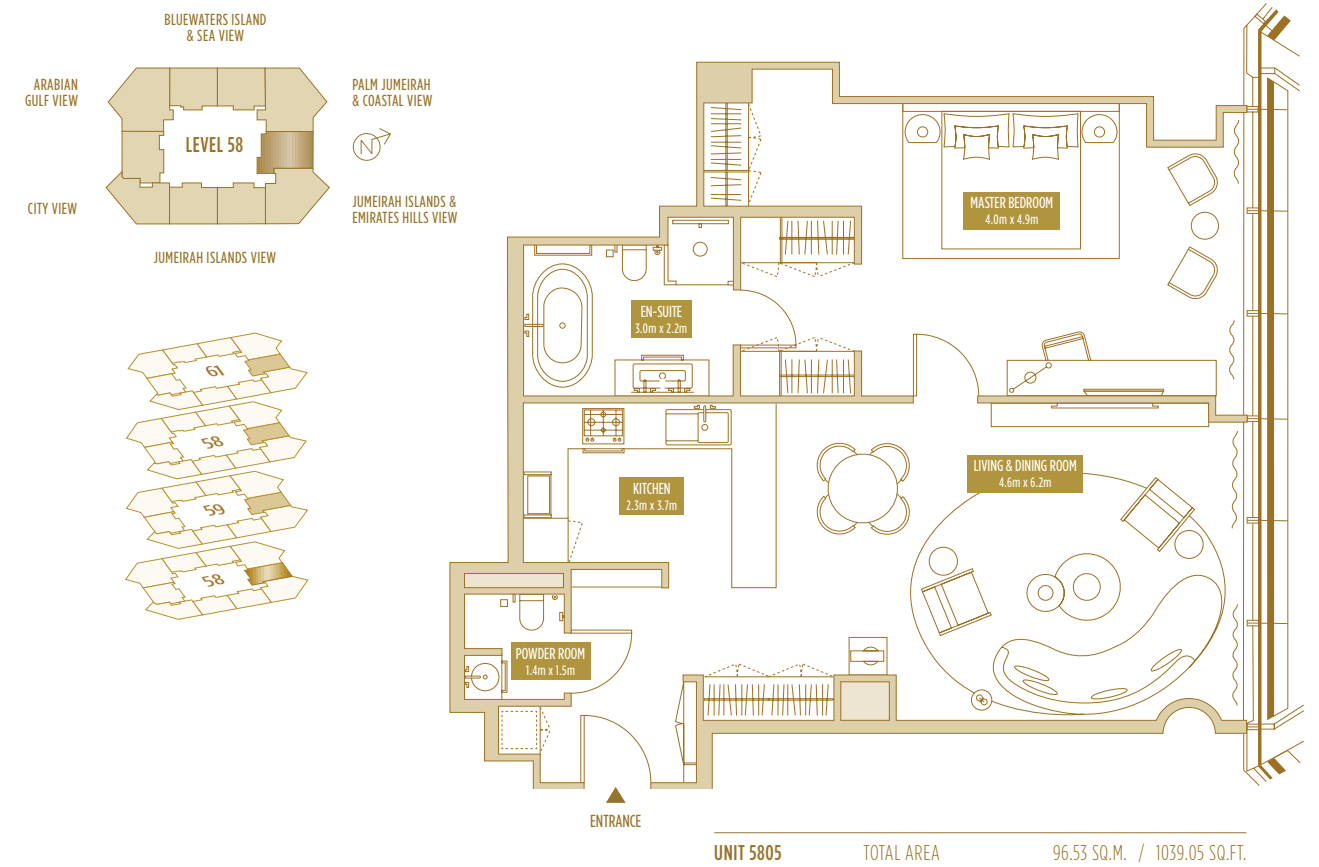 BLUEWATERS ISLAND
& SEA VIEW
ARABIAN
GULF VIEW
PALM JUMEIRAH
& COASTAL VIEW
LEVEL 58
N
CITY VIEW
JUMEIRAH ISLANDS &
EMIRATES HILLS VIEW
JUMEIRAH ISLANDS VIEW
61
58
59
58
MASTER BEDROOM
4.0m x 4.9m
EN-SUITE
3.0m x 2.2m
LIVING & DINING ROOM
4.6m x 6.2m
KITCHEN
2.3m x 3.7m
POWDER ROOM
1.4m x 1.5m
ENTRANCE
UNIT 5805 TOTAL AREA 96.53 SQ.M. / 1039.05 SQ.FT.